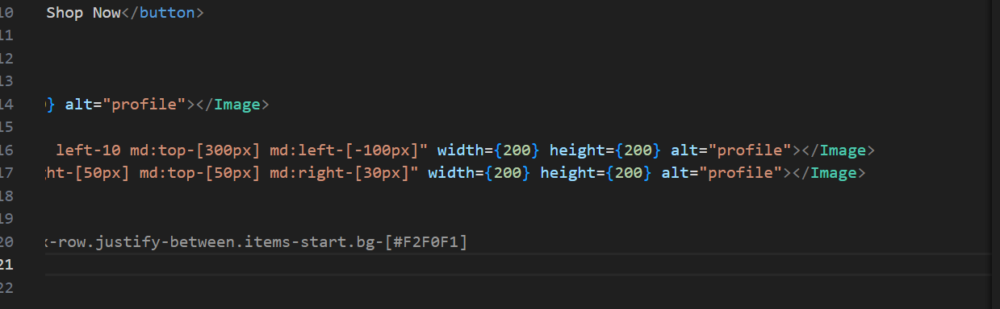 10 Shop Now</button>
11
12
13
14 } alt="profile"></Image>
15
16 left-10 md:top-[300px] md:left-[-100px]" width={200} height={200} alt="profile"></Image>
17 ht-[50px] md:top-[50px] md:right-[30px]" width={200} height={200} alt="profile"></Image>
18
19
20 x-row.justify-between.items-start.bg-[#F2F0F1]
21
22